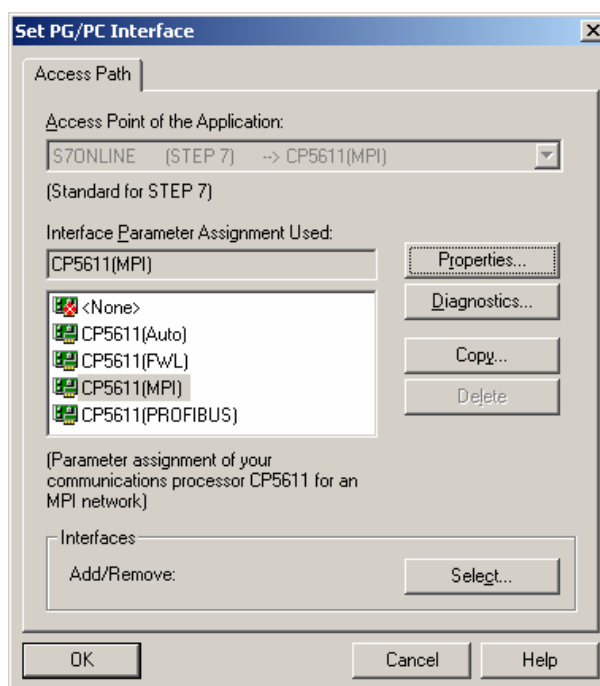 Set PG/PC Interface
Access Path
Access Point of the Application:
S7ONLINE (STEP 7) --> CP5611(MPI)
(Standard for STEP 7)
Interface Parameter Assignment Used:
CP5611(MPI)
Properties...
<None>
Diagnostics...
CP5611(Auto)
CP5611(FWL)
Copy...
CP5611(MPI)
Delete
CP5611(PROFIBUS)
(Parameter assignment of your
communications processor CP5611 for an
MPI network)
Interfaces
Add/Remove:
Select...
OK
Cancel
Help